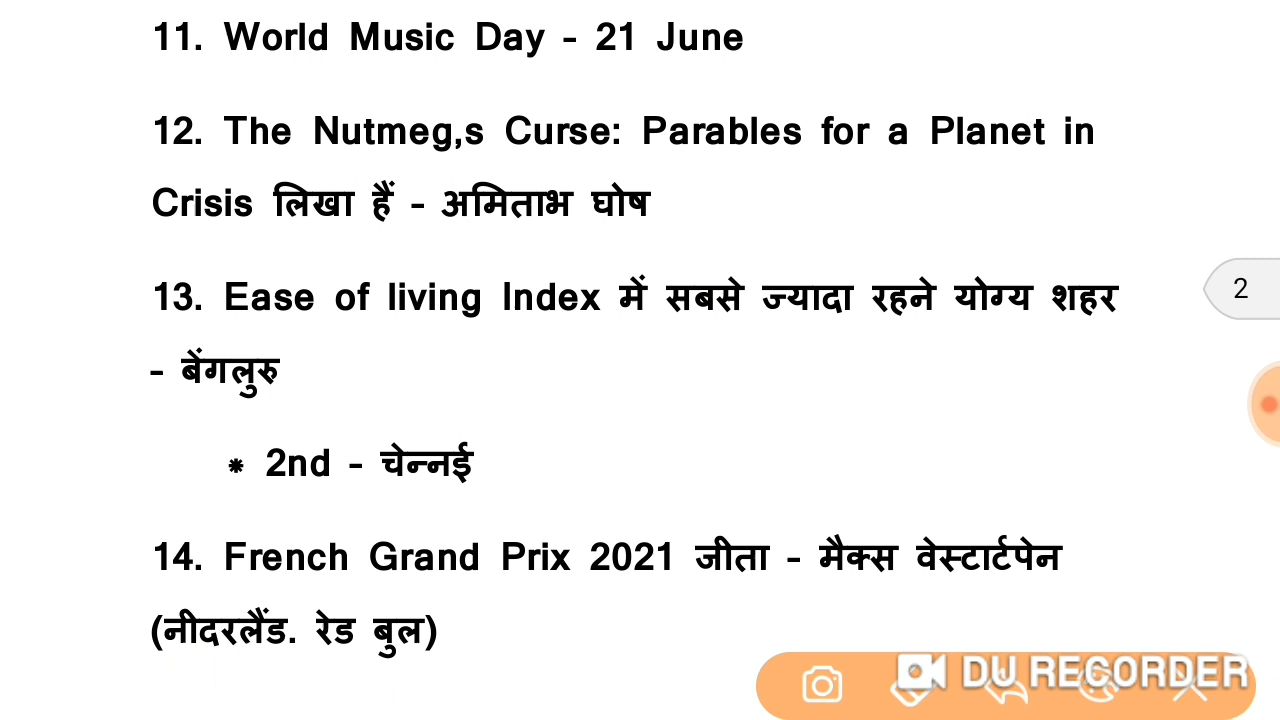 11. World Music Day - 21 June
12. The Nutmeg,s Curse: Parables for a Planet in
Crisis लिखा हैं - अमिताभ घोष
13. Ease of living Index में सबसे ज्यादा रहने योग्य शहर
- बेंगलुरु
2
* 2nd - चेन्नई
14. French Grand Prix 2021 जीता - मैक्स वेस्टार्टपेन
(नीदरलैंड. रेड बुल)
DU RECORDER